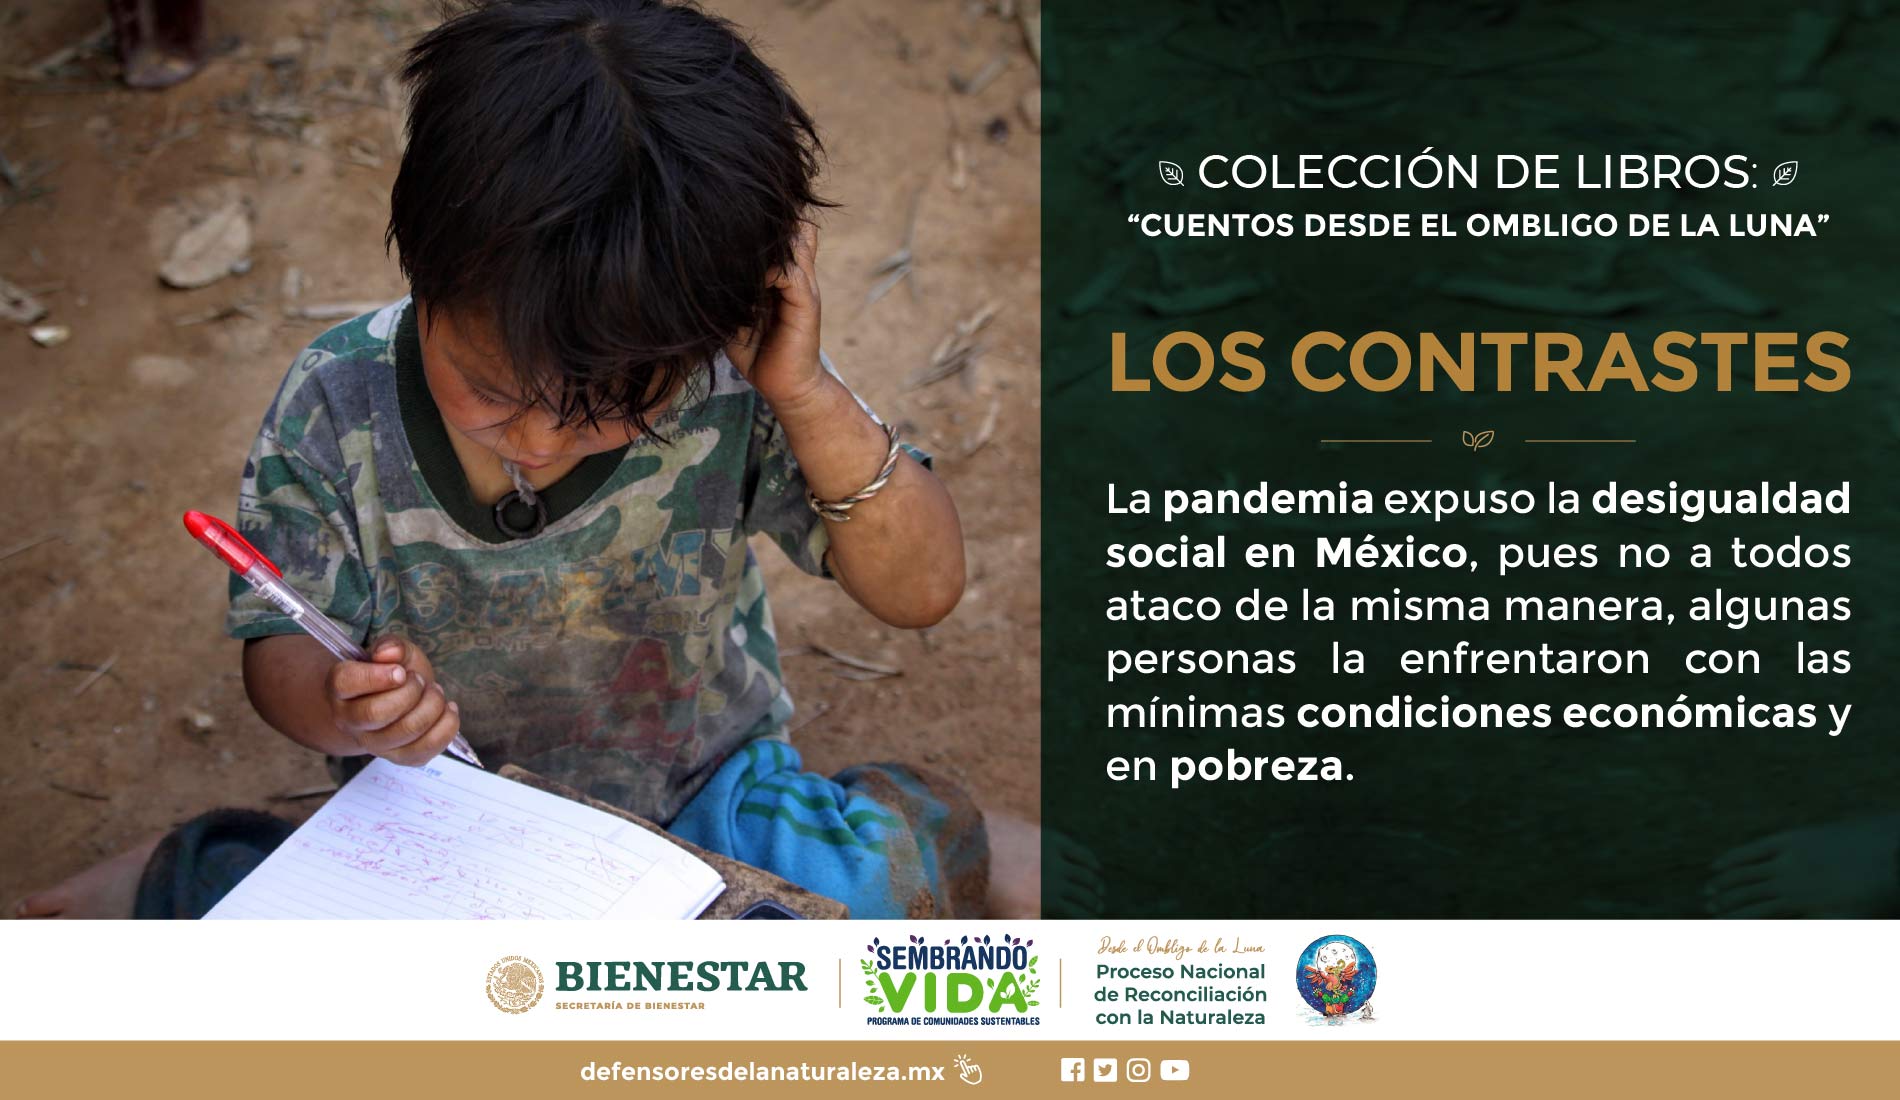 COLECCIÓN DE LIBROS:
“CUENTOS DESDE EL OMBLIGO DE LA LUNA”
LOS CONTRASTES
La pandemia expuso la desigualdad
social en México, pues no a todos
ataco de la misma manera, algunas
personas la enfrentaron con las
mínimas condiciones económicas y
en pobreza.
ESTADOS UNIDOS MEXICANOS
BIENESTAR
SECRETARÍA DE BIENESTAR
SEMBRANDO
VIDA
PROGRAMA DE COMUNIDADES SUSTENTABLES
Desde el Ombligo de la Luna
Proceso Nacional
de Reconciliación
con la Naturaleza
defensoresdelanaturaleza.mx